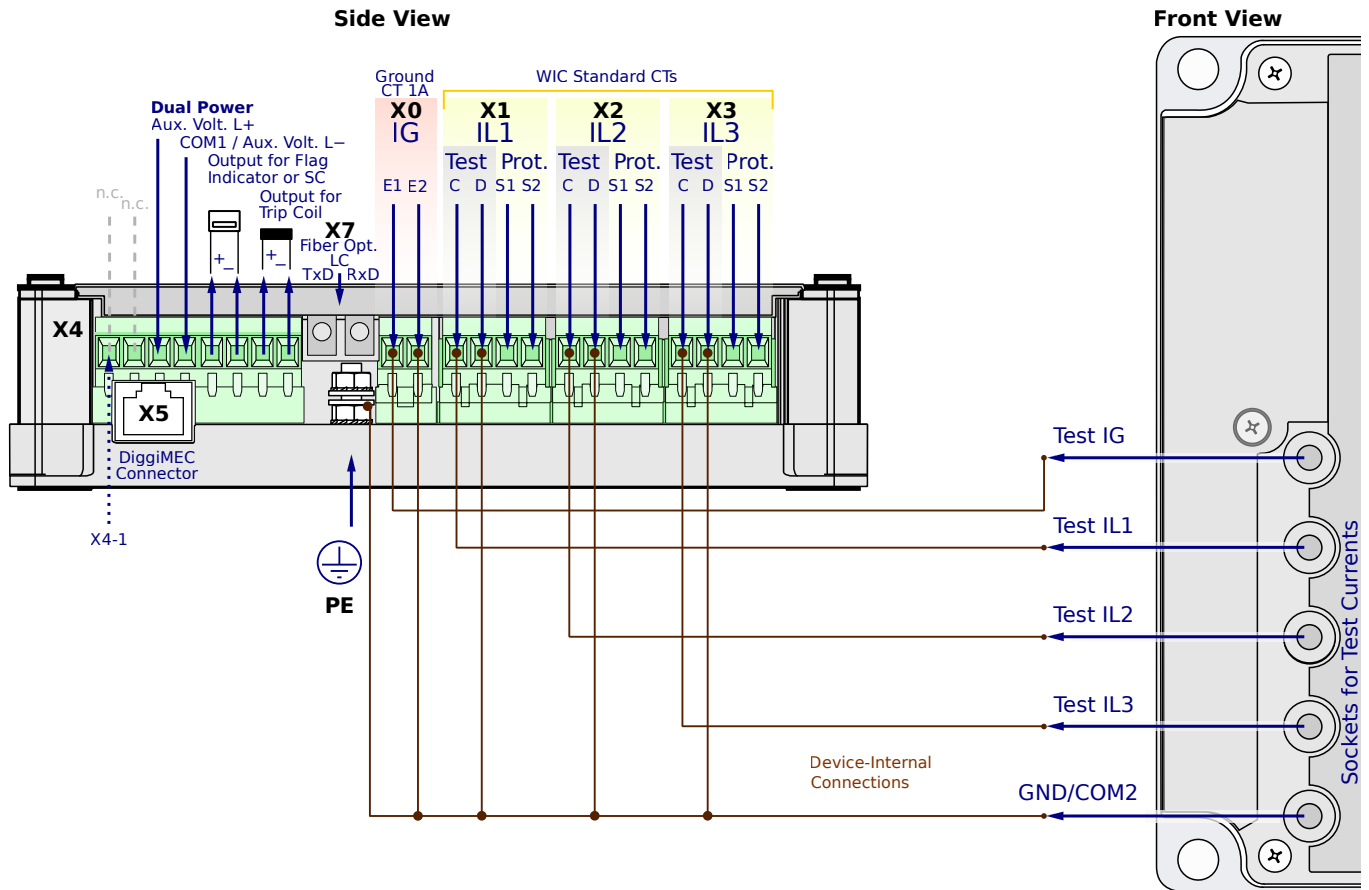 Side View
Front View
Ground
CT 1A
WIC Standard CTs
X0
IG
X1
IL1
X2
IL2
X3
IL3
Dual Power
Aux. Volt. L+
COM1 / Aux. Volt. L−
Output for Flag
Indicator or SC
Output for
Trip Coil
n.c.
n.c.
Test Prot.
Test Prot.
Test Prot.
E1 E2
C D S1 S2
C D S1 S2
C D S1 S2
X7
Fiber Opt.
LC
TxD RxD
+ −
+ −
X4
X5
DiggiMEC
Connector
X4-1
PE
Test IG
Test IL1
Test IL2
Test IL3
GND/COM2
Device-Internal
Connections
Sockets for Test Currents